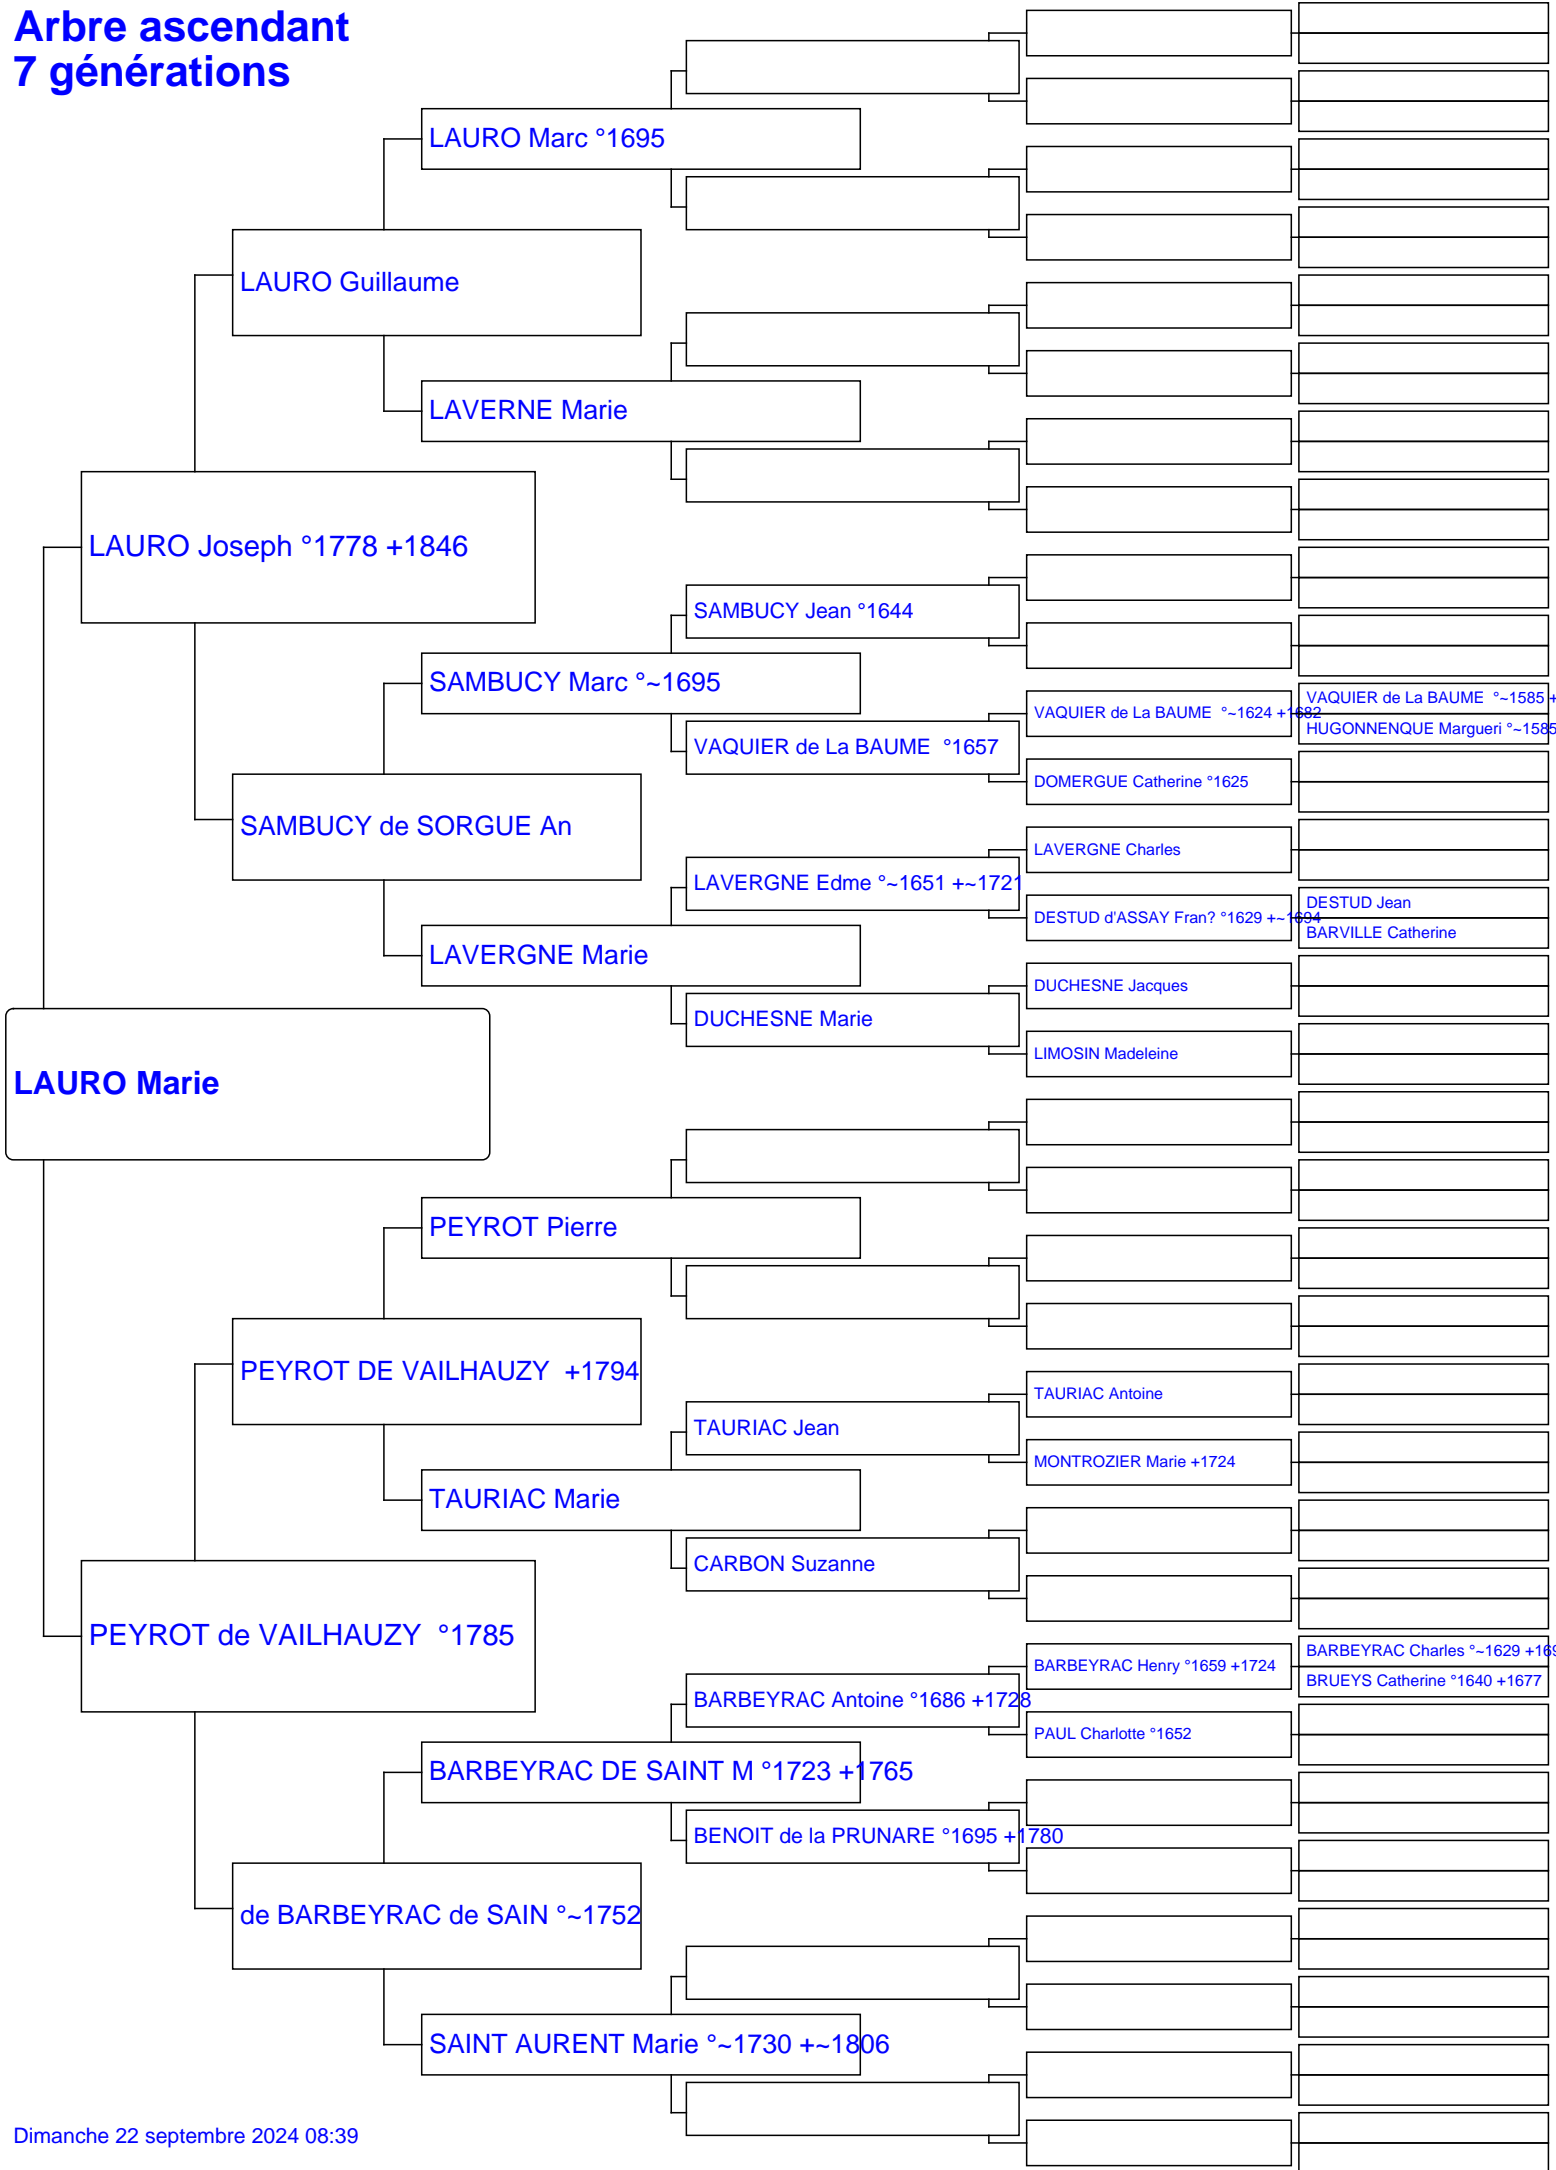 Arbre ascendant
7 générations
LAURO Marc °1695
LAURO Guillaume
LAVERNE Marie
LAURO Joseph °1778 +1846
SAMBUCY Jean °1644
SAMBUCY Marc °~1695
VAQUIER de La BAUME  °~1624 +1682
VAQUIER de La BAUME  °~1585 +
HUGONNENQUE Margueri °~1585
VAQUIER de La BAUME  °1657
DOMERGUE Catherine °1625
SAMBUCY de SORGUE An
LAVERGNE Charles
LAVERGNE Edme °~1651 +~1721
DESTUD d'ASSAY Fran? °1629 +~1694
DESTUD Jean
BARVILLE Catherine
LAVERGNE Marie
DUCHESNE Jacques
DUCHESNE Marie
LIMOSIN Madeleine
LAURO Marie
PEYROT Pierre
PEYROT DE VAILHAUZY  +1794
TAURIAC Antoine
TAURIAC Jean
MONTROZIER Marie +1724
TAURIAC Marie
CARBON Suzanne
PEYROT de VAILHAUZY  °1785
BARBEYRAC Henry °1659 +1724
BARBEYRAC Charles °~1629 +169
BRUEYS Catherine °1640 +1677
BARBEYRAC Antoine °1686 +1728
PAUL Charlotte °1652
BARBEYRAC DE SAINT M °1723 +1765
BENOIT de la PRUNARE °1695 +1780
de BARBEYRAC de SAIN °~1752
SAINT AURENT Marie °~1730 +~1806
Dimanche 22 septembre 2024 08:39